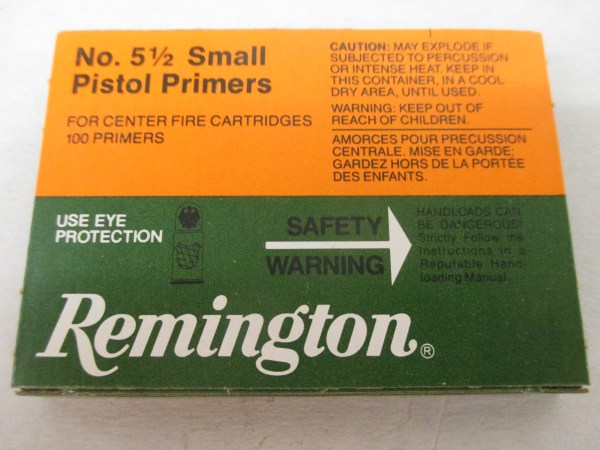 No. 5½ Small
Pistol Primers
FOR CENTER FIRE CARTRIDGES
100 PRIMERS
CAUTION: MAY EXPLODE IF
SUBJECTED TO PERCUSSION
OR INTENSE HEAT. KEEP IN
THIS CONTAINER, IN A COOL
DRY AREA, UNTIL USED.
WARNING: KEEP OUT OF
REACH OF CHILDREN.
AMORCES POUR PRECUSSION
CENTRALE. MISE EN GARDE:
GARDEZ HORS DE LA PORTÉE
DES ENFANTS.
USE EYE
PROTECTION
SAFETY
WARNING
HANDLOADS CAN
BE DANGEROUS!
Strictly Follow the
Instructions in a
Reputable Hand-
loading Manual.
Remington®